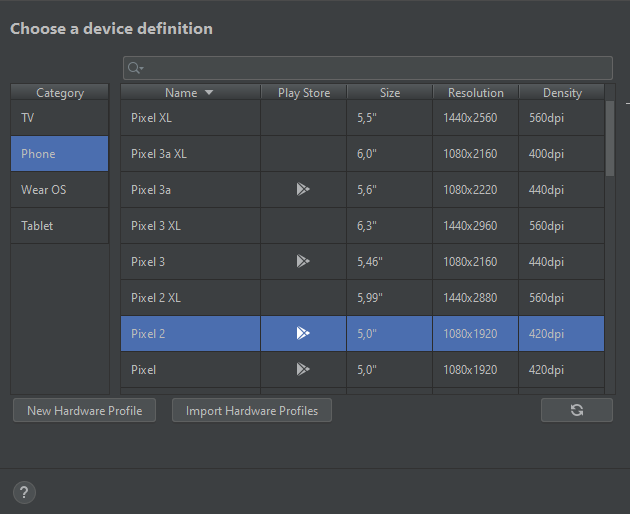 Choose a device definition
Category
TV
Phone
Wear OS
Tablet
Name Play Store Size Resolution Density
Pixel XL 5,5" 1440x2560 560dpi
Pixel 3a XL 6,0" 1080x2160 400dpi
Pixel 3a 5,6" 1080x2220 440dpi
Pixel 3 XL 6,3" 1440x2960 560dpi
Pixel 3 5,46" 1080x2160 440dpi
Pixel 2 XL 5,99" 1440x2880 560dpi
Pixel 2 5,0" 1080x1920 420dpi
Pixel 5,0" 1080x1920 420dpi
New Hardware Profile Import Hardware Profiles
?